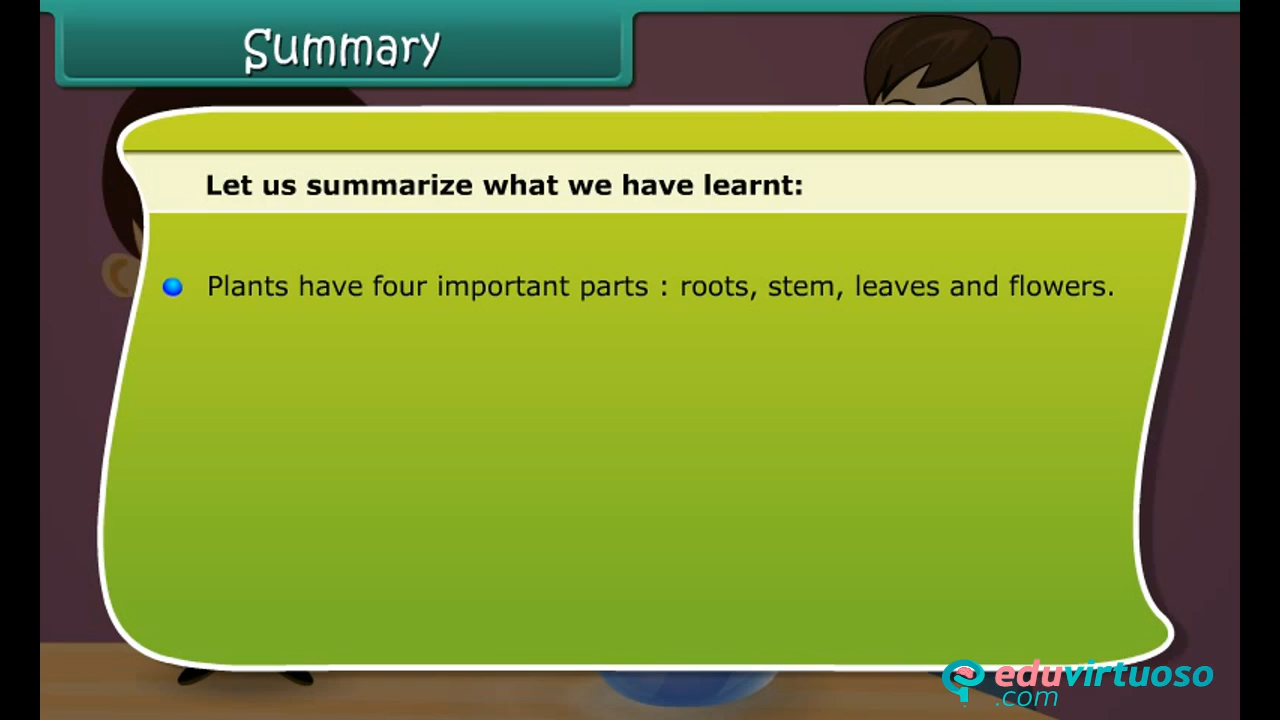 Summary
Let us summarize what we have learnt:
Plants have four important parts : roots, stem, leaves and flowers.
eduvirtuoso
.com